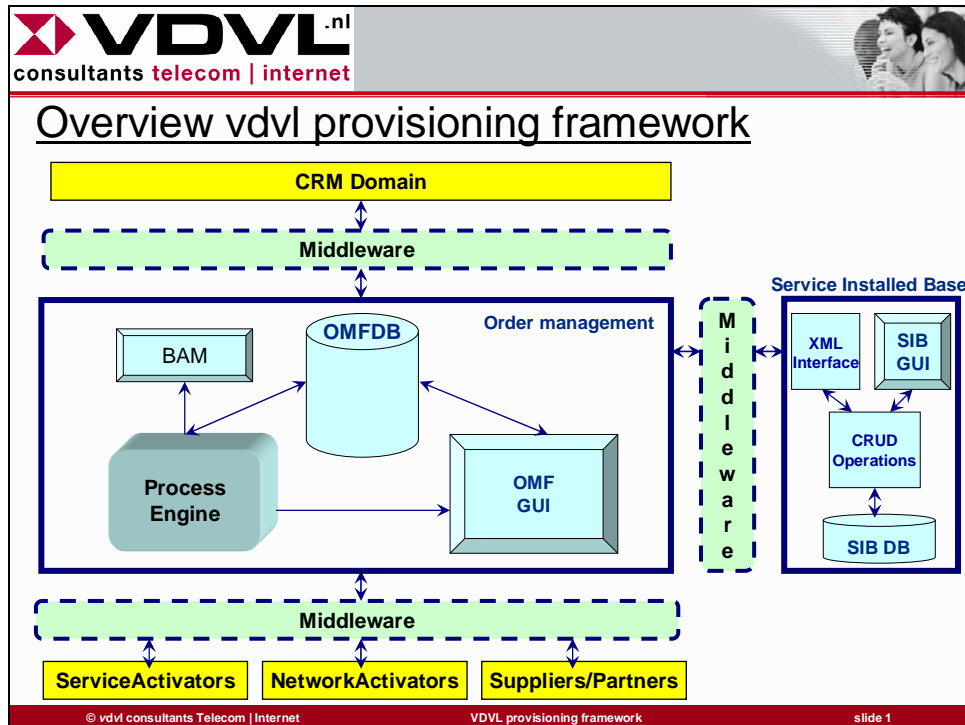 VDVL.nl
consultants telecom | internet
Overview vdvl provisioning framework
CRM Domain
Middleware
Order management
OMFDB
BAM
Process
Engine
OMF
GUI
Middleware
Service Installed Base
XML
Interface
SIB
GUI
CRUD
Operations
SIB DB
Middleware
ServiceActivators
NetworkActivators
Suppliers/Partners
© vdvl consultants Telecom | Internet
VDVL provisioning framework
slide 1